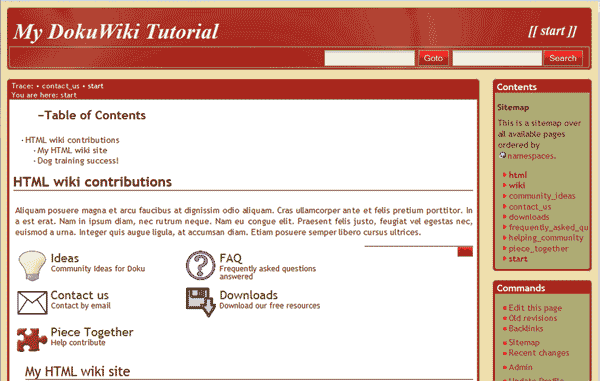 My DokuWiki Tutorial
[[ start ]]
Goto
Search
Trace: • contact_us • start
You are here: start
−Table of Contents
· HTML wiki contributions
· My HTML wiki site
· Dog training success!
HTML wiki contributions
Aliquam posuere magna et arcu faucibus at dignissim odio aliquam. Cras ullamcorper ante et felis pretium porttitor. In
a est erat. Nam in ipsum diam, nec rutrum neque. Nam eu congue elit. Praesent felis justo, feugiat vel egestas nec,
euismod a urna. Integer quis augue ligula, at accumsan diam. Etiam posuere semper libero cursus ultrices.
Ideas
Community Ideas for Doku
FAQ
Frequently asked questions
answered
Contact us
Contact by email
Downloads
Download our free resources
Piece Together
Help contribute
My HTML wiki site
Contents
Sitemap
This is a sitemap over
all available pages
ordered by
namespaces.
html
wiki
community_ideas
contact_us
downloads
frequently_asked_qu
helping_community
piece_together
start
Commands
Edit this page
Old revisions
Backlinks
Sitemap
Recent changes
Admin
Update Profile